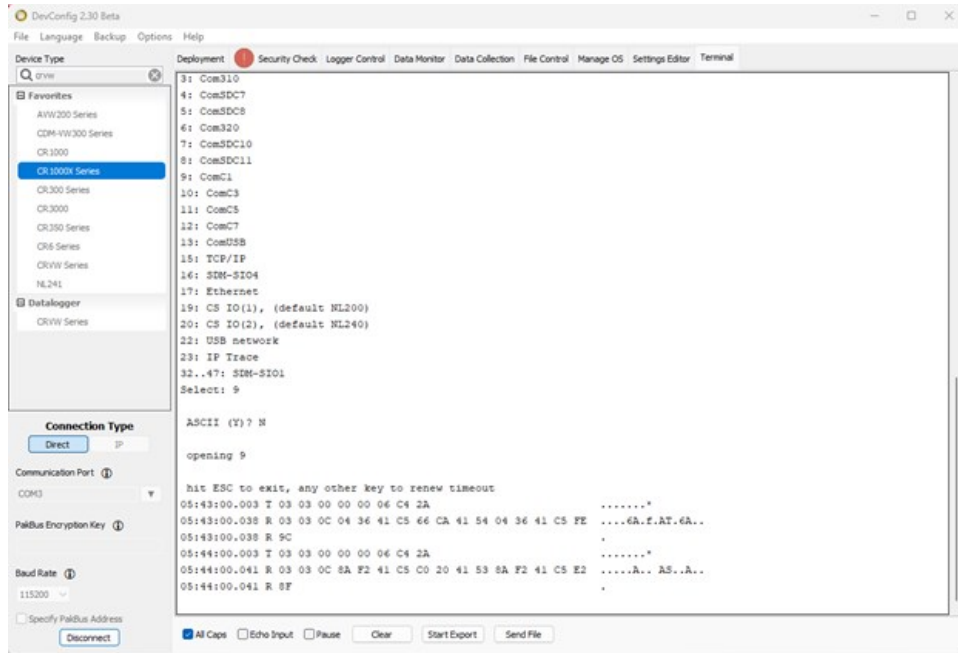 DevConfig 2.30 Beta
File Language Backup Options Help
Device Type
crvw
Favorites
AVW200 Series
CDM-VW300 Series
CR1000
CR1000X Series
CR300 Series
CR3000
CR350 Series
CR6 Series
CRVW Series
NL241
Datalogger
CRVW Series
Connection Type
Direct IP
Communication Port
COM3
PakBus Encryption Key
Baud Rate
115200
Specify PakBus Address
Disconnect
Deployment Security Check Logger Control Data Monitor Data Collection File Control Manage OS Settings Editor Terminal
3: Com310
4: ComSDC7
5: ComSDC8
6: Com320
7: ComSDC10
8: ComSDC11
9: ComC1
10: ComC3
11: ComC5
12: ComC7
13: ComUSB
15: TCP/IP
16: SDM-SIO4
17: Ethernet
19: CS IO(1), (default NL200)
20: CS IO(2), (default NL240)
22: USB network
23: IP Trace
32..47: SDM-SIO1
Select: 9
ASCII (Y)? N
opening 9
hit ESC to exit, any other key to renew timeout
05:43:00.003 T 03 03 00 00 00 06 C4 2A .......*
05:43:00.038 R 03 03 0C 04 36 41 C5 66 CA 41 54 04 36 41 C5 FE ....6A.f.AT.6A..
05:43:00.038 R 9C .
05:44:00.003 T 03 03 00 00 00 06 C4 2A .......*
05:44:00.041 R 03 03 0C 8A F2 41 C5 C0 20 41 53 8A F2 41 C5 E2 .....A.. AS..A..
05:44:00.041 R 8F .
All Caps Echo Input Pause Clear Start Export Send File